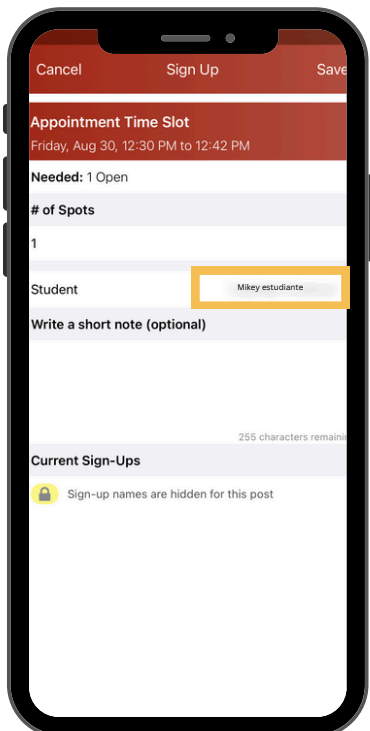 Cancel Sign Up Save
Appointment Time Slot
Friday, Aug 30, 12:30 PM to 12:42 PM
Needed: 1 Open
# of Spots
1
Student Mikey estudiante
Write a short note (optional)
255 characters remainin
Current Sign-Ups
Sign-up names are hidden for this post